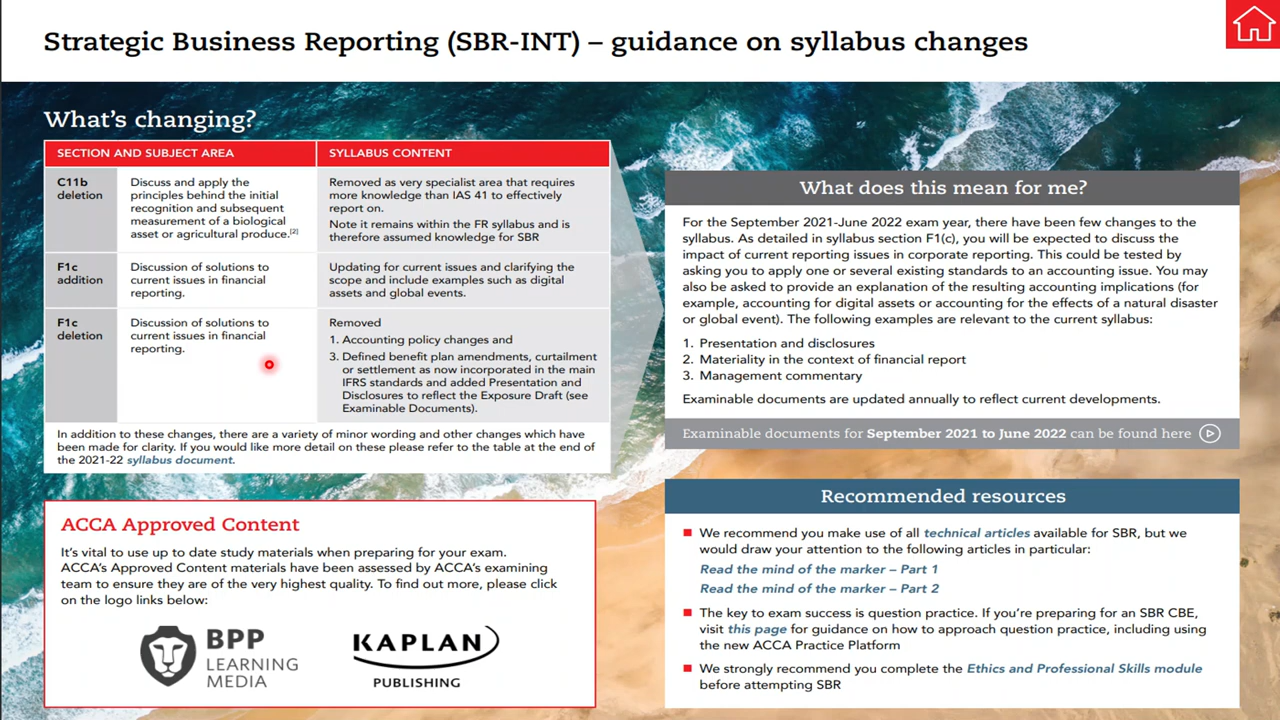 Strategic Business Reporting (SBR-INT) – guidance on syllabus changes
What's changing?
SECTION AND SUBJECT AREA
SYLLABUS CONTENT
C11b
deletion
Discuss and apply the
principles behind the initial
recognition and subsequent
measurement of a biological
asset or agricultural produce.[2]
Removed as very specialist area that requires
more knowledge than IAS 41 to effectively
report on.
Note it remains within the FR syllabus and is
therefore assumed knowledge for SBR
F1c
addition
Discussion of solutions to
current issues in financial
reporting.
Updating for current issues and clarifying the
scope and include examples such as digital
assets and global events.
F1c
deletion
Discussion of solutions to
current issues in financial
reporting.
Removed
1. Accounting policy changes and
3. Defined benefit plan amendments, curtailment
or settlement as now incorporated in the main
IFRS standards and added Presentation and
Disclosures to reflect the Exposure Draft (see
Examinable Documents).
In addition to these changes, there are a variety of minor wording and other changes which have
been made for clarity. If you would like more detail on these please refer to the table at the end of
the 2021-22 syllabus document.
What does this mean for me?
For the September 2021-June 2022 exam year, there have been few changes to the
syllabus. As detailed in syllabus section F1(c), you will be expected to discuss the
impact of current reporting issues in corporate reporting. This could be tested by
asking you to apply one or several existing standards to an accounting issue. You may
also be asked to provide an explanation of the resulting accounting implications (for
example, accounting for digital assets or accounting for the effects of a natural disaster
or global event). The following examples are relevant to the current syllabus:
1. Presentation and disclosures
2. Materiality in the context of financial report
3. Management commentary
Examinable documents are updated annually to reflect current developments.
Examinable documents for September 2021 to June 2022 can be found here
ACCA Approved Content
It's vital to use up to date study materials when preparing for your exam.
ACCA's Approved Content materials have been assessed by ACCA's examining
team to ensure they are of the very highest quality. To find out more, please click
on the logo links below:
BPP
LEARNING
MEDIA
KAPLAN
PUBLISHING
Recommended resources
■ We recommend you make use of all technical articles available for SBR, but we
would draw your attention to the following articles in particular:
Read the mind of the marker – Part 1
Read the mind of the marker – Part 2
■ The key to exam success is question practice. If you're preparing for an SBR CBE,
visit this page for guidance on how to approach question practice, including using
the new ACCA Practice Platform
■ We strongly recommend you complete the Ethics and Professional Skills module
before attempting SBR